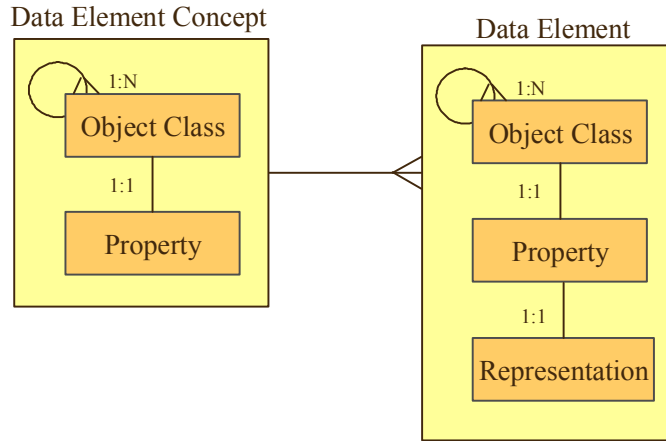 Data Element Concept
1:N
Object Class
1:1
Property
Data Element
1:N
Object Class
1:1
Property
1:1
Representation